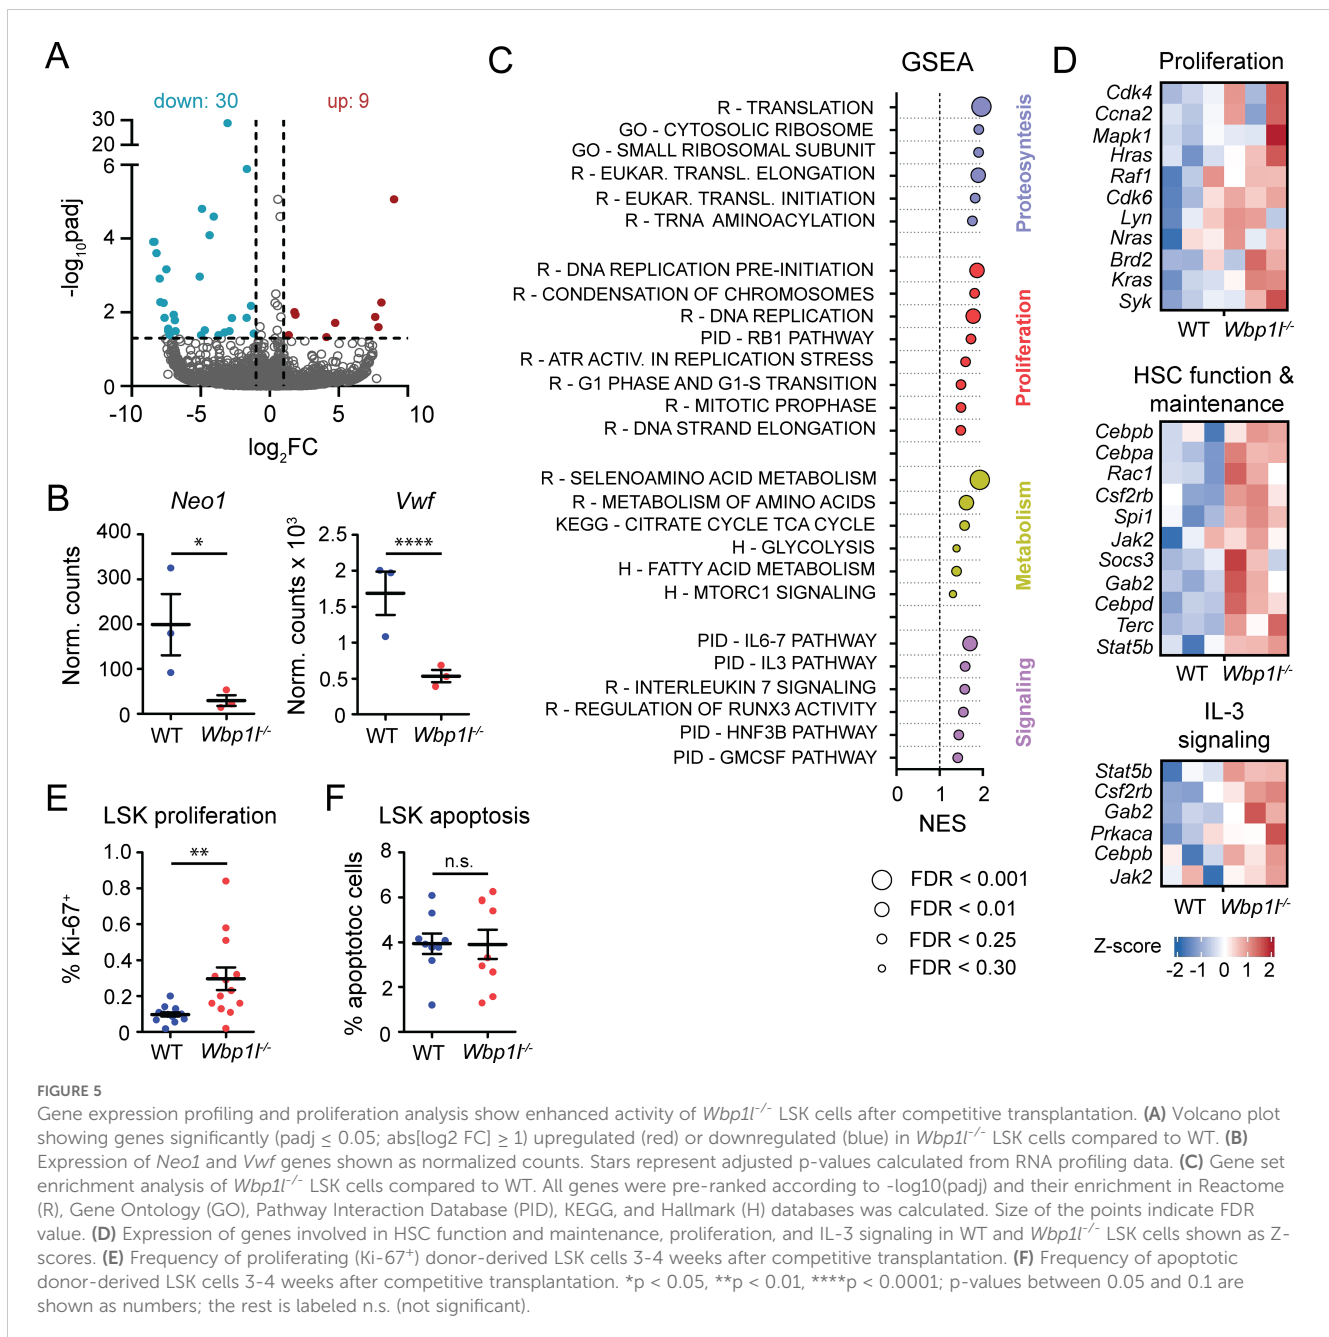 A
down: 30
up: 9
30
20
6
4
2
0
-log10padj
-10
-5
0
5
10
log2FC
B
Neo1
Vwf
400
300
200
100
0
Norm. counts
*
WT
Wbp1l-/-
2.5
2
1.5
1
0.5
0
Norm. counts x 10³
****
WT
Wbp1l-/-
C
GSEA
R - TRANSLATION
GO - CYTOSOLIC RIBOSOME
GO - SMALL RIBOSOMAL SUBUNIT
R - EUKAR. TRANSL. ELONGATION
R - EUKAR. TRANSL. INITIATION
R - TRNA AMINOACYLATION
Proteosyntesis
R - DNA REPLICATION PRE-INITIATION
R - CONDENSATION OF CHROMOSOMES
R - DNA REPLICATION
PID - RB1 PATHWAY
R - ATR ACTIV. IN REPLICATION STRESS
R - G1 PHASE AND G1-S TRANSITION
R - MITOTIC PROPHASE
R - DNA STRAND ELONGATION
Proliferation
R - SELENOAMINO ACID METABOLISM
R - METABOLISM OF AMINO ACIDS
KEGG - CITRATE CYCLE TCA CYCLE
H - GLYCOLYSIS
H - FATTY ACID METABOLISM
H - MTORC1 SIGNALING
Metabolism
PID - IL6-7 PATHWAY
PID - IL3 PATHWAY
R - INTERLEUKIN 7 SIGNALING
R - REGULATION OF RUNX3 ACTIVITY
PID - HNF3B PATHWAY
PID - GMCSF PATHWAY
Signaling
0
1
2
NES
FDR < 0.001
FDR < 0.01
FDR < 0.25
FDR < 0.30
D
Proliferation
Cdk4
Ccna2
Mapk1
Hras
Raf1
Cdk6
Lyn
Nras
Brd2
Kras
Syk
WT
Wbp1l-/-
HSC function &
maintenance
Cebpb
Cebpa
Rac1
Csf2rb
Spi1
Jak2
Socs3
Gab2
Cebpd
Terc
Stat5b
WT
Wbp1l-/-
IL-3
signaling
Stat5b
Csf2rb
Gab2
Prkaca
Cebpb
Jak2
WT
Wbp1l-/-
Z-score
-2
-1
0
1
2
E
LSK proliferation
1.0
0.8
0.6
0.4
0.2
0
% Ki-67+
**
WT
Wbp1l-/-
F
LSK apoptosis
8
6
4
2
0
% apoptotoc cells
n.s.
WT
Wbp1l-/-
FIGURE 5
Gene expression profiling and proliferation analysis show enhanced activity of Wbp1l-/- LSK cells after competitive transplantation. (A) Volcano plot
showing genes significantly (padj ≤ 0.05; abs[log2 FC] ≥ 1) upregulated (red) or downregulated (blue) in Wbp1l-/- LSK cells compared to WT. (B)
Expression of Neo1 and Vwf genes shown as normalized counts. Stars represent adjusted p-values calculated from RNA profiling data. (C) Gene set
enrichment analysis of Wbp1l-/- LSK cells compared to WT. All genes were pre-ranked according to -log10(padj) and their enrichment in Reactome
(R), Gene Ontology (GO), Pathway Interaction Database (PID), KEGG, and Hallmark (H) databases was calculated. Size of the points indicate FDR
value. (D) Expression of genes involved in HSC function and maintenance, proliferation, and IL-3 signaling in WT and Wbp1l-/- LSK cells shown as Z-
scores. (E) Frequency of proliferating (Ki-67+) donor-derived LSK cells 3-4 weeks after competitive transplantation. (F) Frequency of apoptotic
donor-derived LSK cells 3-4 weeks after competitive transplantation. *p < 0.05, **p < 0.01, ****p < 0.0001; p-values between 0.05 and 0.1 are
shown as numbers; the rest is labeled n.s. (not significant).